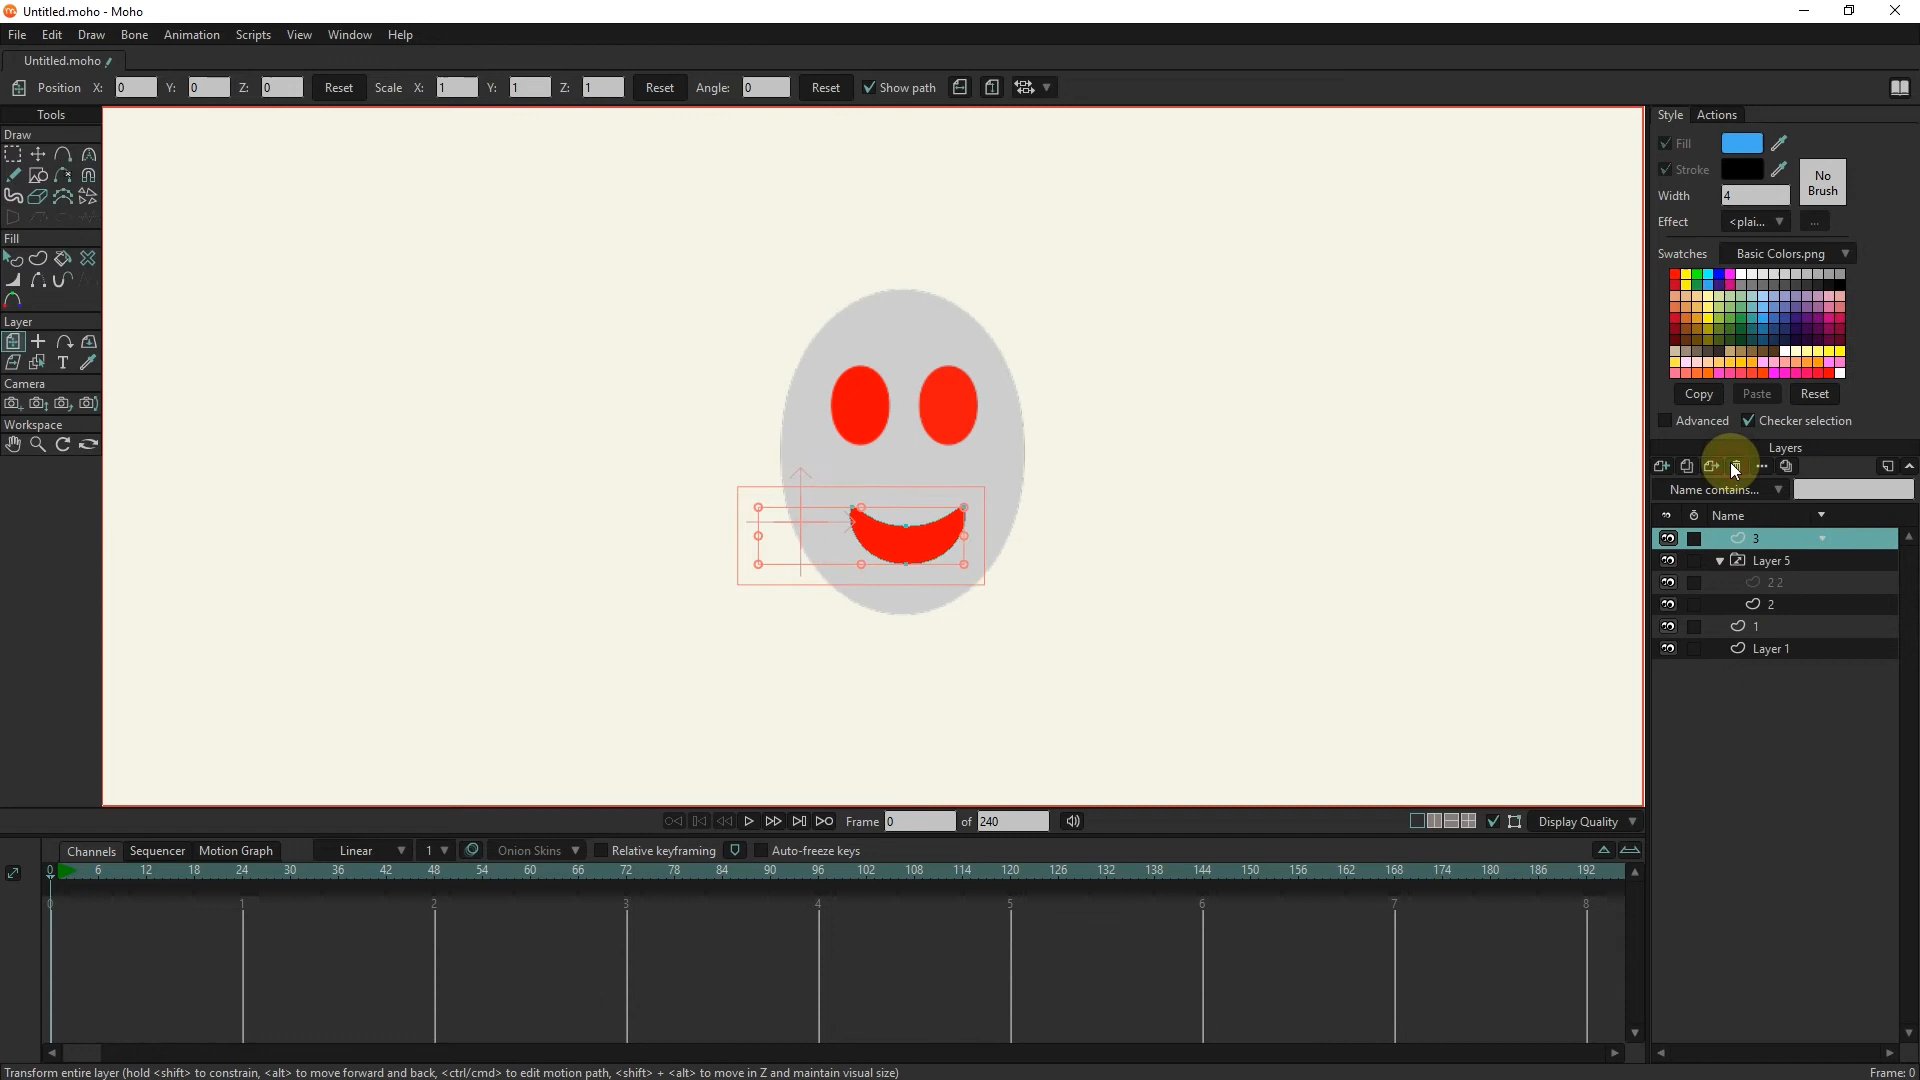 Untitled.moho - Moho
File Edit Draw Bone Animation Scripts View Window Help
Untitled.moho
Position X: 0 Y: 0 Z: 0 Reset Scale X: 1 Y: 1 Z: 1 Reset Angle: 0 Reset Show path
Tools
Draw
Fill
Layer
Camera
Workspace
Style Actions
Fill
Stroke
No Brush
Width 4
Effect <plai... ...
Swatches Basic Colors.png
Copy Paste Reset
Advanced Checker selection
Layers
Name contains...
Name
3
Layer 5
2 2
2
1
Layer 1
Frame 0 of 240 Display Quality
Channels Sequencer Motion Graph Linear 1 Onion Skins Relative keyframing Auto-freeze keys
0 6 12 18 24 30 36 42 48 54 60 66 72 78 84 90 96 102 108 114 120 126 132 138 144 150 156 162 168 174 180 186 192
0 1 2 3 4 5 6 7 8
Transform entire layer (hold <shift> to constrain, <alt> to move forward and back, <ctrl/cmd> to edit motion path, <shift> + <alt> to move in Z and maintain visual size) Frame: 0